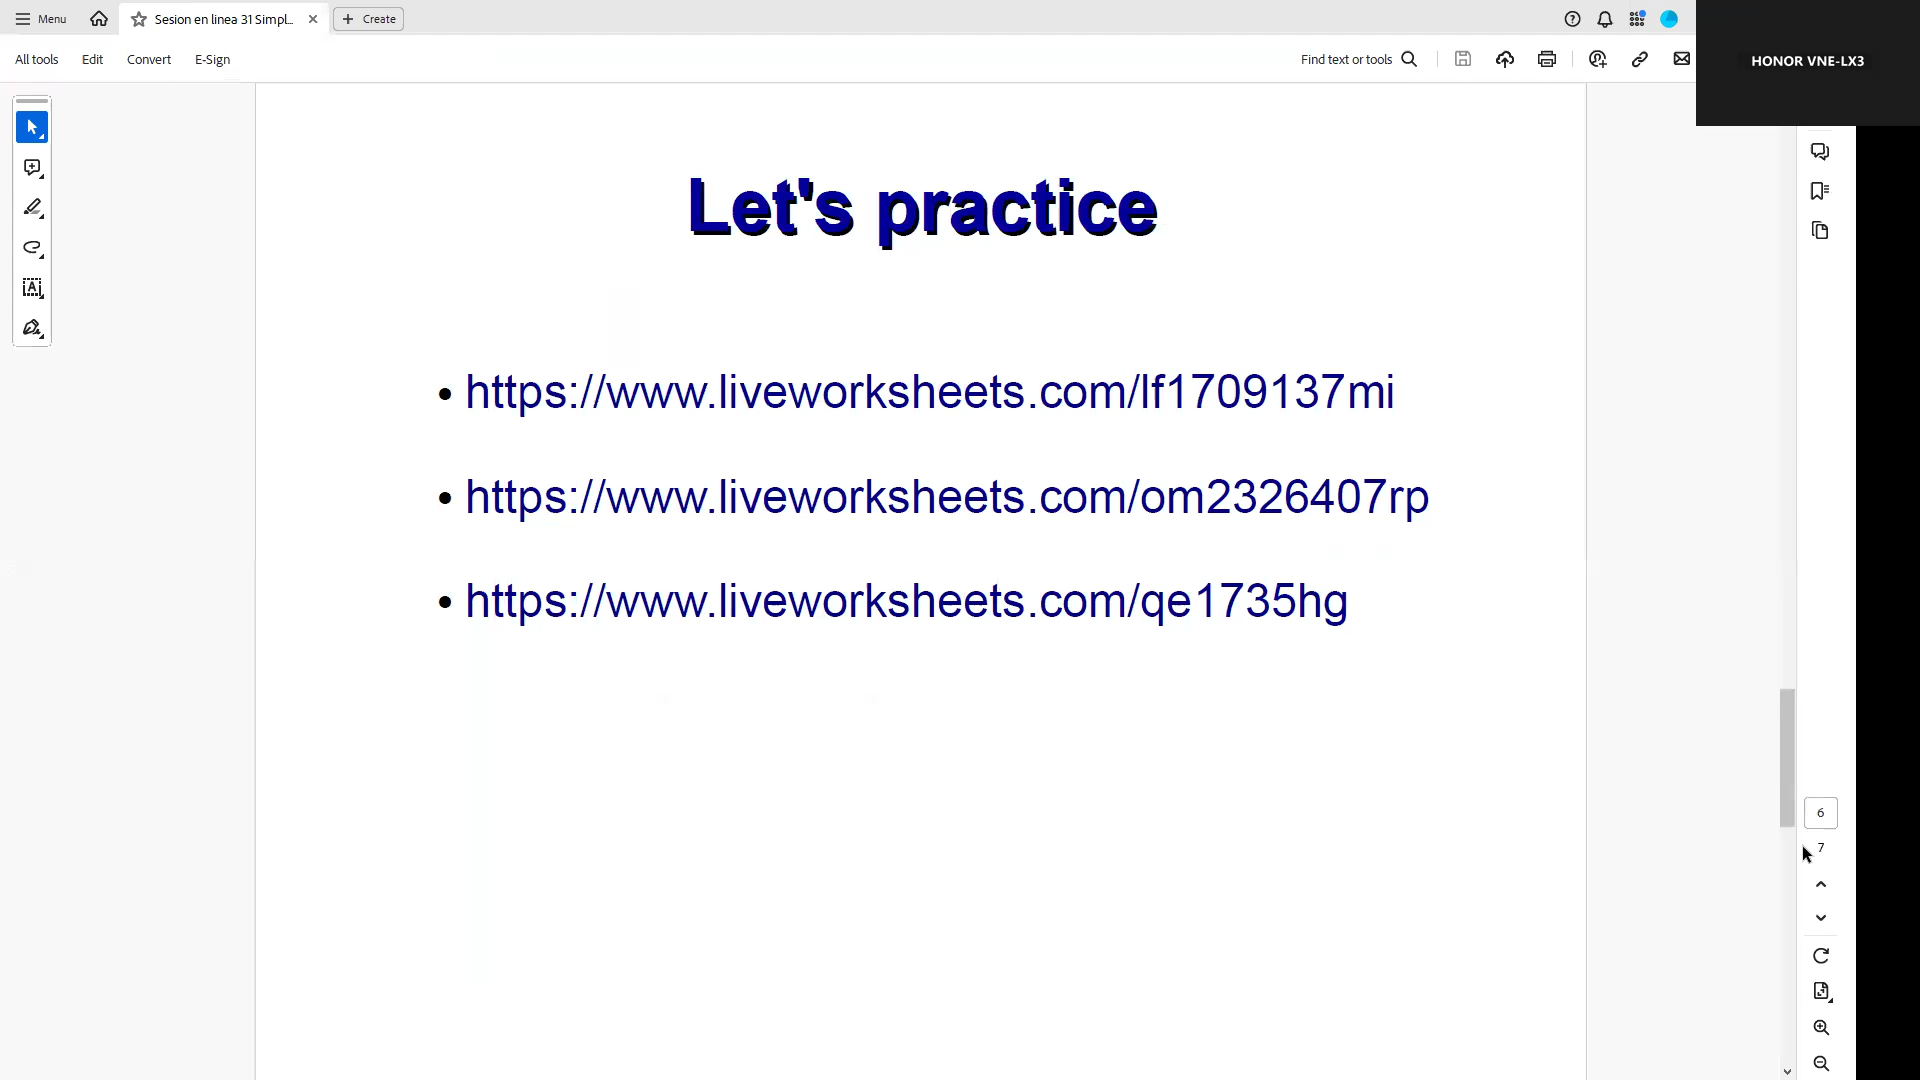 Menu
Sesion en linea 31 Simpl...
Create
All tools
Edit
Convert
E-Sign
Find text or tools
HONOR VNE-LX3
Let's practice
• https://www.liveworksheets.com/lf1709137mi
• https://www.liveworksheets.com/om2326407rp
• https://www.liveworksheets.com/qe1735hg
6
7